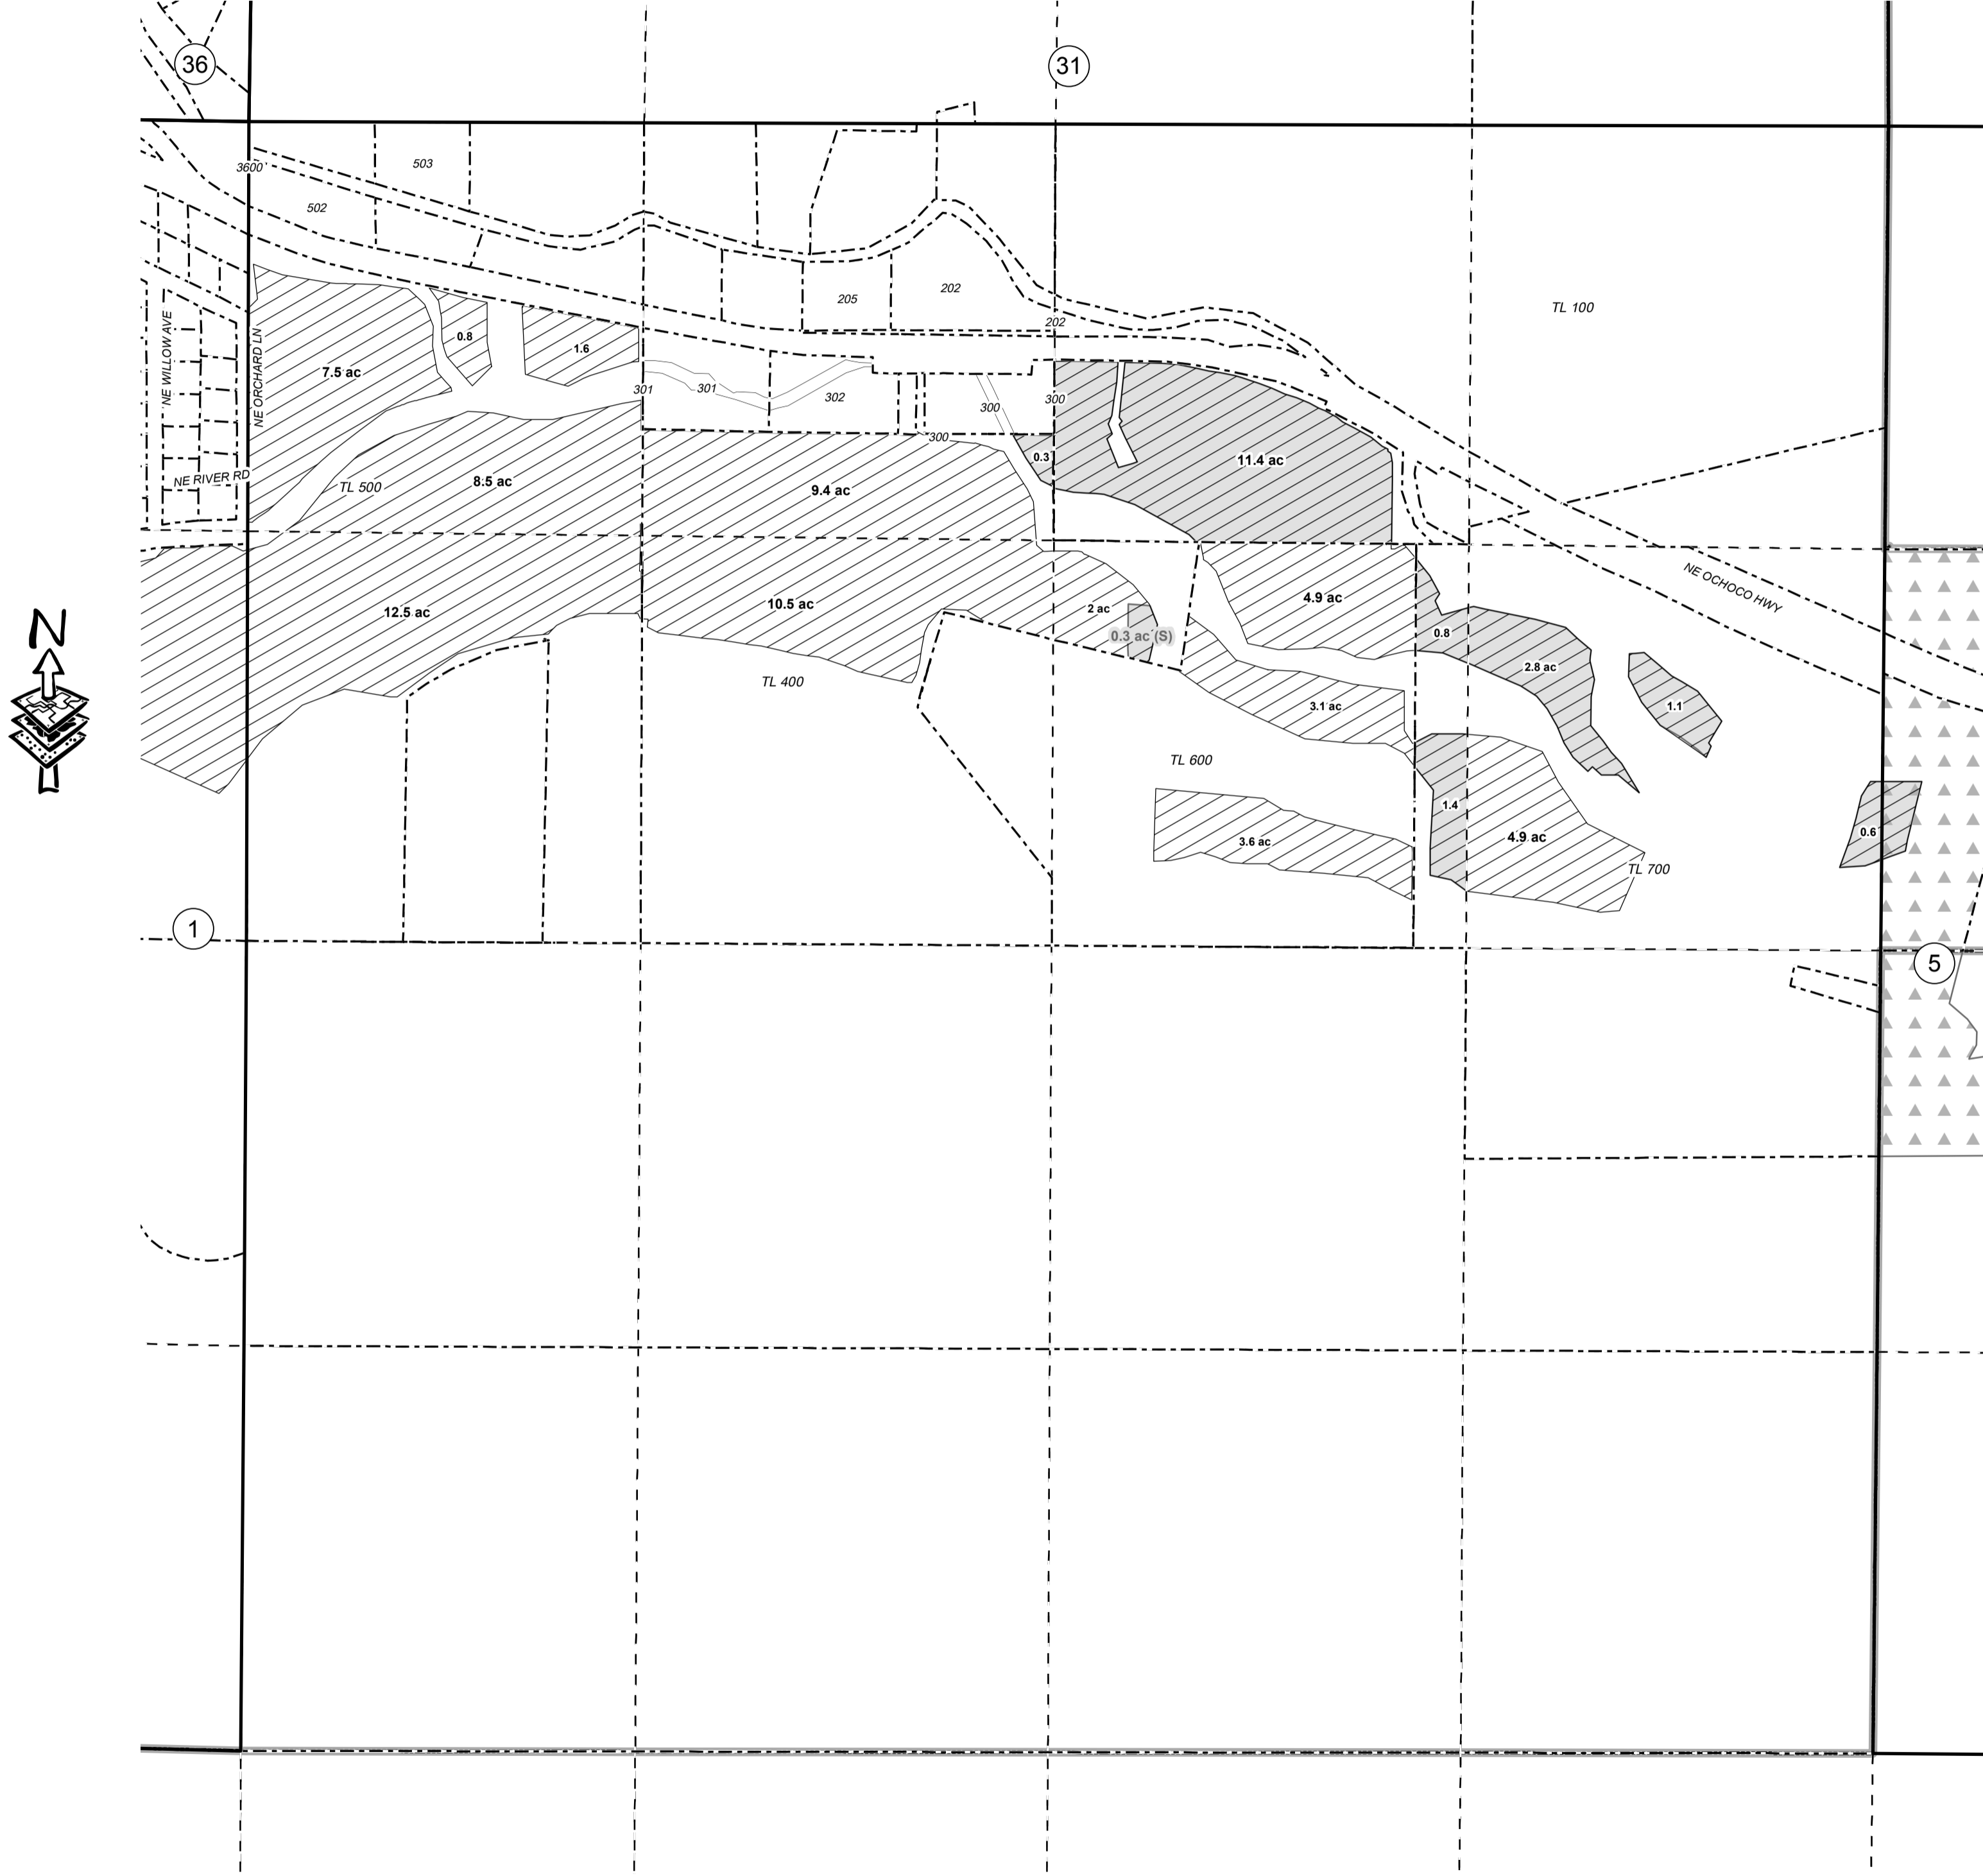 36
31
3600
503
502
205
202
202
TL 100
NE WILLOW AVE
NE ORCHARD LN
7.5 ac
0.8
1.6
301
301
302
300
300
300
NE RIVER RD
TL 500
8.5 ac
9.4 ac
0.3
11.4 ac
NE OCHOCO HWY
12.5 ac
10.5 ac
2 ac
0.3 ac (S)
4.9 ac
0.8
2.8 ac
TL 400
3.1 ac
1.1
TL 600
1.4
3.6 ac
4.9 ac
0.6
TL 700
1
5
N